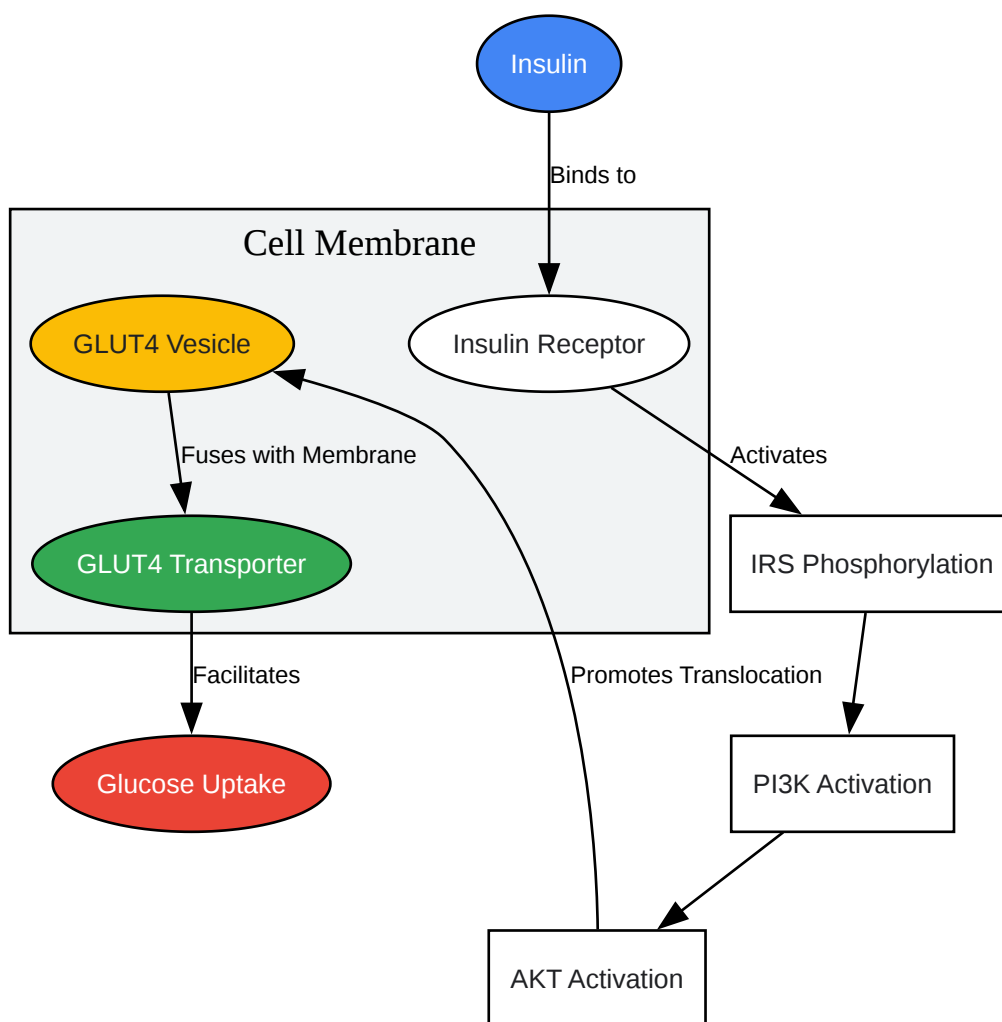 Insulin
Binds to
Cell Membrane
GLUT4 Vesicle
Insulin Receptor
Fuses with Membrane
Activates
GLUT4 Transporter
IRS Phosphorylation
Facilitates
Promotes Translocation
Glucose Uptake
PI3K Activation
AKT Activation